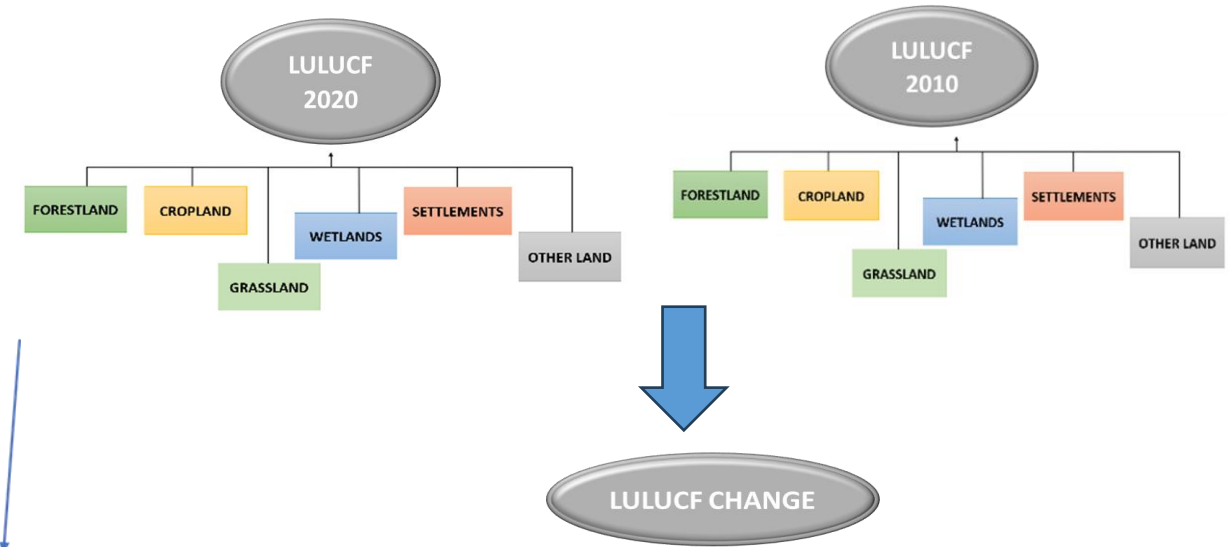 LULUCF
2020
FORESTLAND
CROPLAND
GRASSLAND
WETLANDS
SETTLEMENTS
OTHER LAND
LULUCF
2010
FORESTLAND
CROPLAND
GRASSLAND
WETLANDS
SETTLEMENTS
OTHER LAND
LULUCF CHANGE